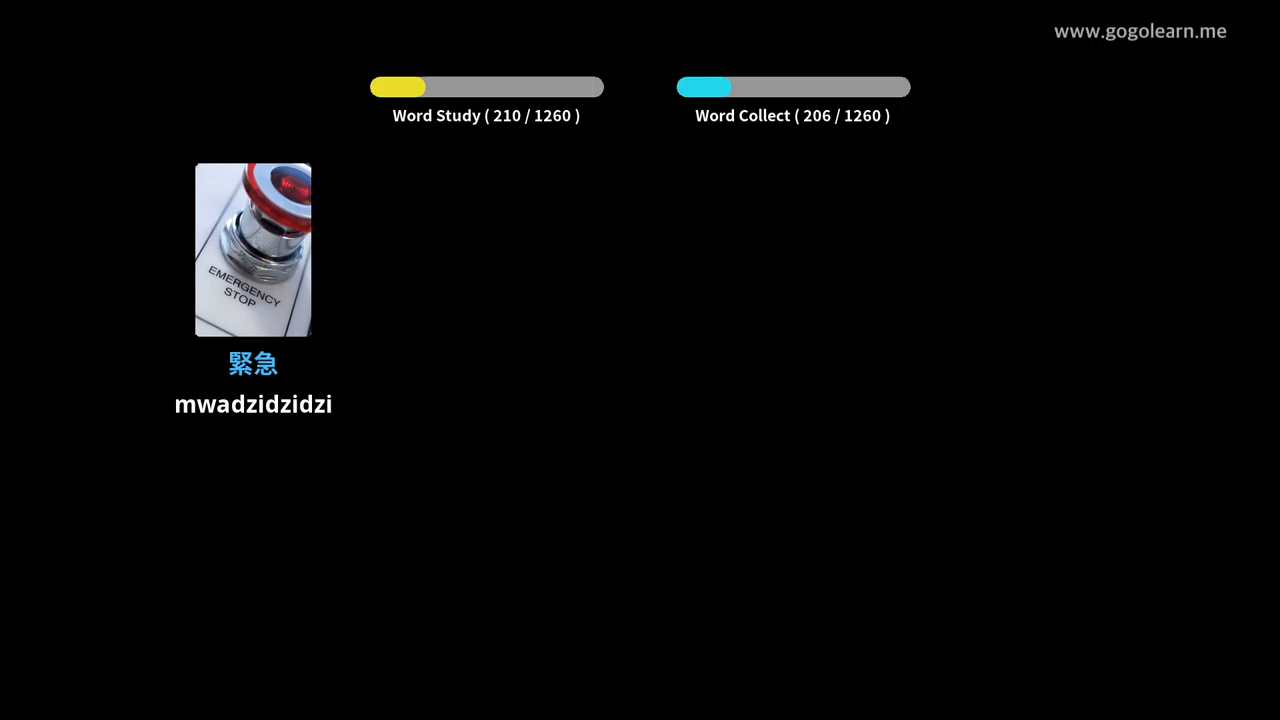 www.gogolearn.me
Word Study ( 210 / 1260 )
Word Collect ( 206 / 1260 )
EMERGENCY
STOP
緊急
mwadzidzidzi